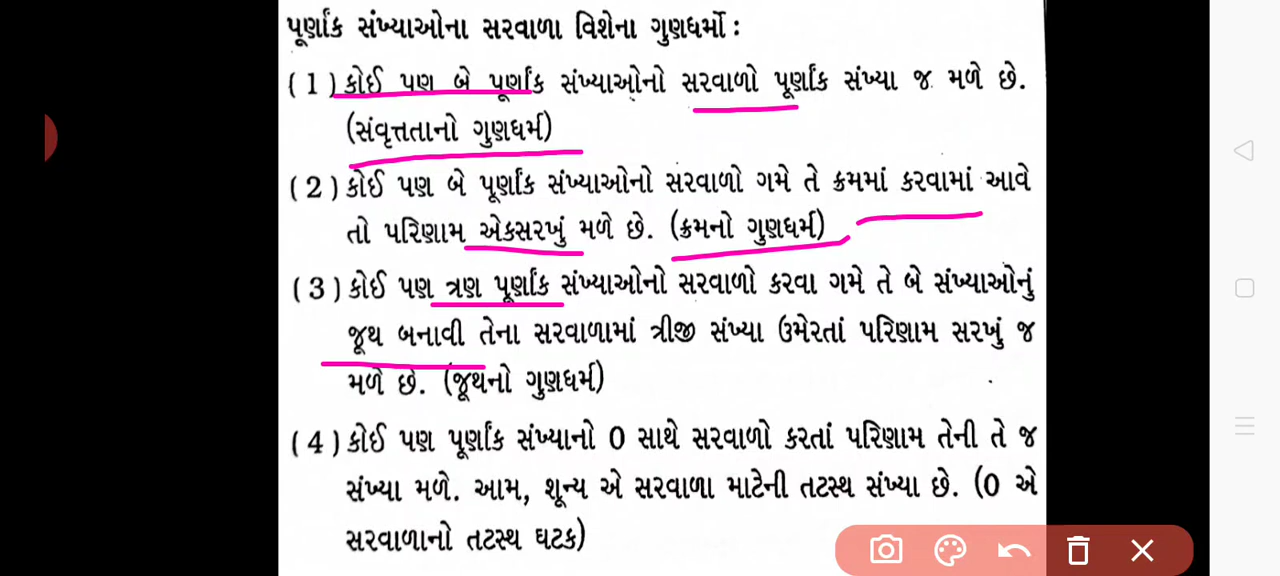 પૂર્ણાંક સંખ્યાઓના સરવાળા વિશેના ગુણધર્મો :
(1) કોઈ પણ બે પૂર્ણાંક સંખ્યાઓનો સરવાળો પૂર્ણાંક સંખ્યા જ મળે છે.
(સંવૃત્તતાનો ગુણધર્મ)
(2) કોઈ પણ બે પૂર્ણાંક સંખ્યાઓનો સરવાળો ગમે તે ક્રમમાં કરવામાં આવે
તો પરિણામ એકસરખું મળે છે. (ક્રમનો ગુણધર્મ)
(3) કોઈ પણ ત્રણ પૂર્ણાંક સંખ્યાઓનો સરવાળો કરવા ગમે તે બે સંખ્યાઓનું
જૂથ બનાવી તેના સરવાળામાં ત્રીજી સંખ્યા ઉમેરતાં પરિણામ સરખું જ
મળે છે. (જૂથનો ગુણધર્મ)
(4) કોઈ પણ પૂર્ણાંક સંખ્યાનો 0 સાથે સરવાળો કરતાં પરિણામ તેની તે જ
સંખ્યા મળે. આમ, શૂન્ય એ સરવાળા માટેની તટસ્થ સંખ્યા છે. (0 એ
સરવાળાનો તટસ્થ ઘટક)